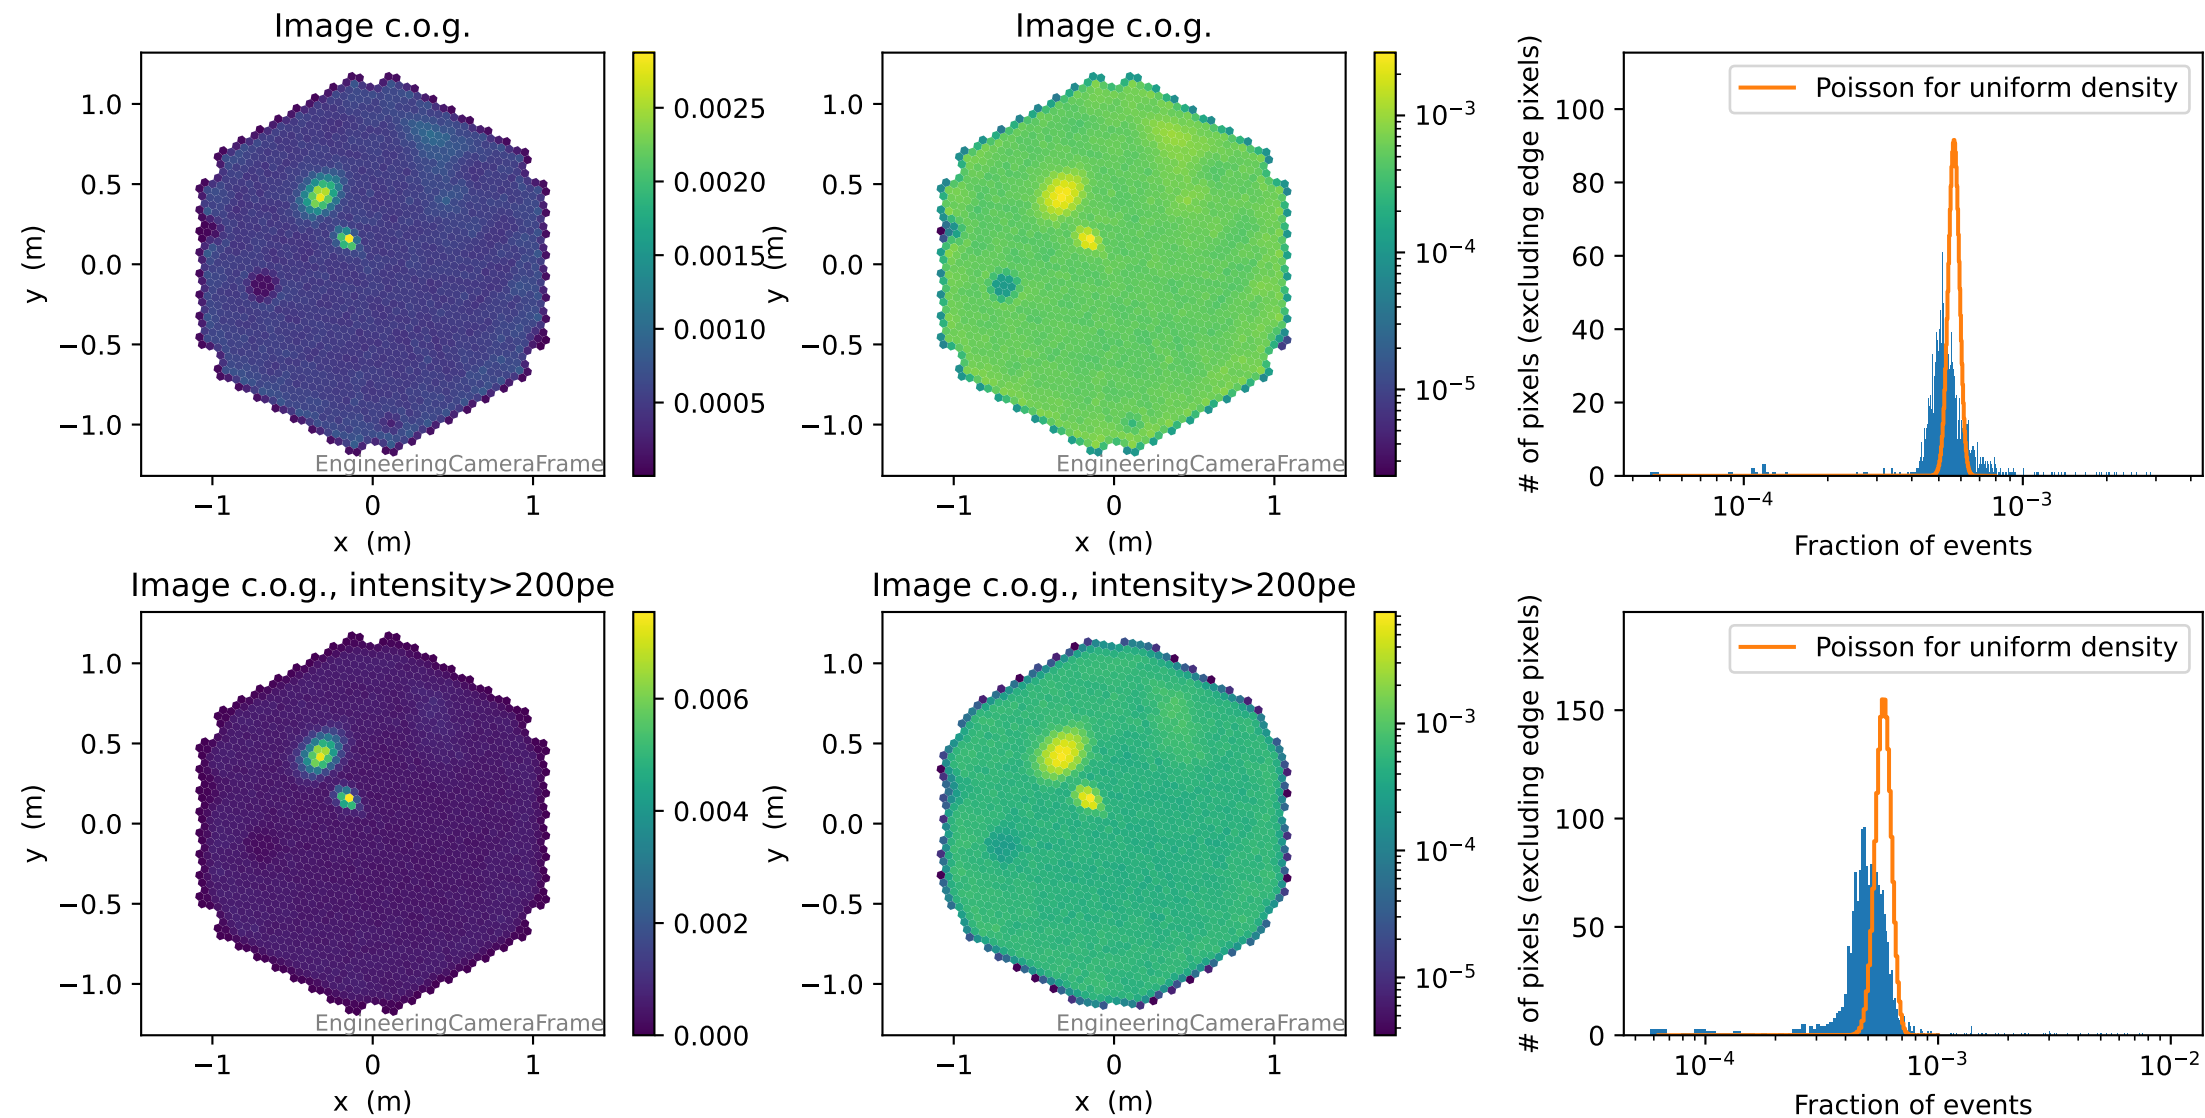 Image c.o.g.
1.0
0.5
0.0
−0.5
−1.0
y (m)
−1
0
1
x (m)
EngineeringCameraFrame
0.0025
0.0020
0.0015
0.0010
0.0005
Image c.o.g.
1.0
0.5
0.0
−0.5
−1.0
y (m)
−1
0
1
x (m)
EngineeringCameraFrame
10⁻³
10⁻⁴
10⁻⁵
# of pixels (excluding edge pixels)
100
80
60
40
20
0
Poisson for uniform density
10⁻⁴
10⁻³
Fraction of events
Image c.o.g., intensity>200pe
1.0
0.5
0.0
−0.5
−1.0
y (m)
−1
0
1
x (m)
EngineeringCameraFrame
0.006
0.004
0.002
0.000
Image c.o.g., intensity>200pe
1.0
0.5
0.0
−0.5
−1.0
y (m)
−1
0
1
x (m)
EngineeringCameraFrame
10⁻³
10⁻⁴
10⁻⁵
# of pixels (excluding edge pixels)
150
100
50
0
Poisson for uniform density
10⁻⁴
10⁻³
10⁻²
Fraction of events